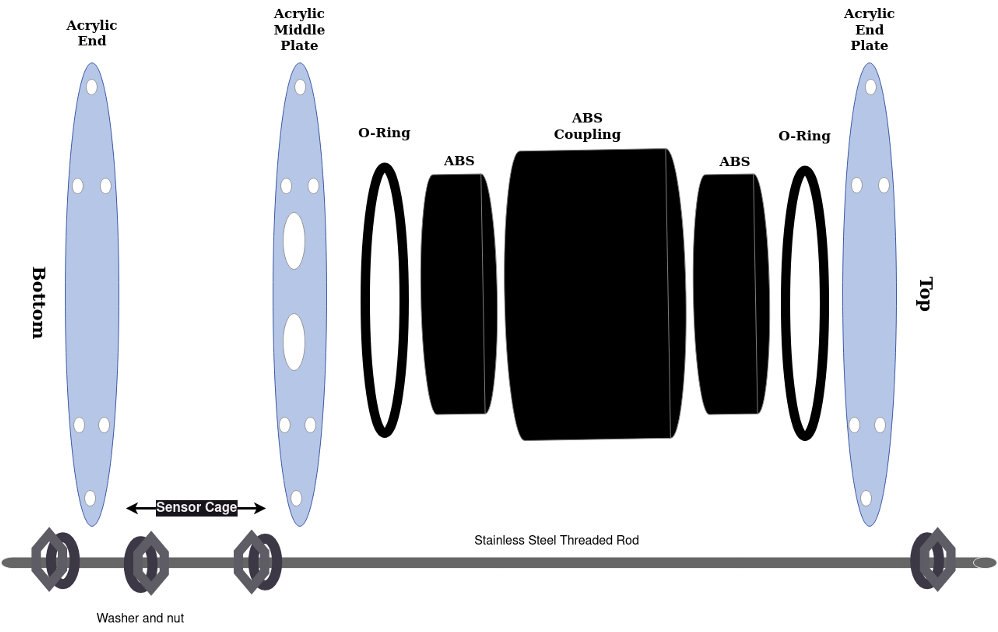 Acrylic
End
Acrylic
Middle
Plate
Acrylic
End
Plate
O-Ring
ABS
ABS
Coupling
ABS
O-Ring
Bottom
Top
Sensor Cage
Stainless Steel Threaded Rod
Washer and nut